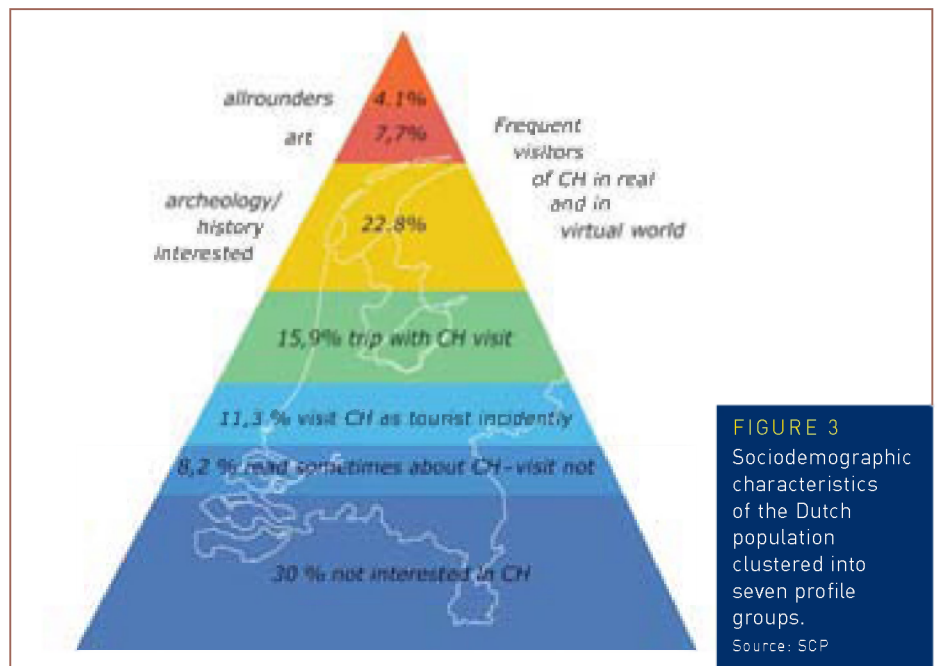 allrounders 4.1%
art 7,7%
Frequent
visitors
of CH in real
and in
virtual world
archeology/
history
interested
22.8%
15,9% trip with CH visit
11,3 % visit CH as tourist incidently
8,2 % read sometimes about CH-visit not
30 % not interested in CH
FIGURE 3
Sociodemographic
characteristics
of the Dutch
population
clustered into
seven profile
groups.
Source: SCP